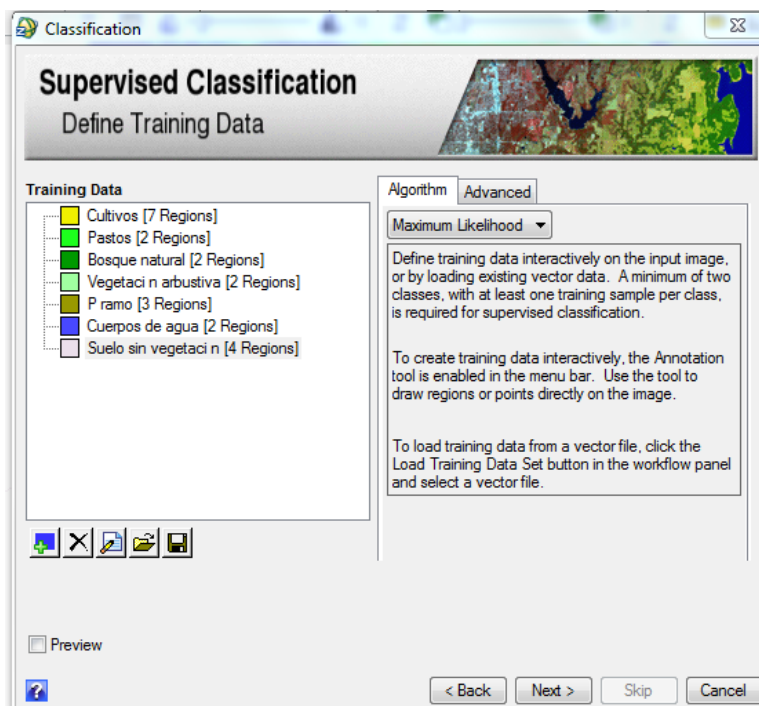 Classification
Supervised Classification
Define Training Data
Training Data
Cultivos [7 Regions]
Pastos [2 Regions]
Bosque natural [2 Regions]
Vegetaci n arbustiva [2 Regions]
P ramo [3 Regions]
Cuerpos de agua [2 Regions]
Suelo sin vegetaci n [4 Regions]
Algorithm
Advanced
Maximum Likelihood
Define training data interactively on the input image,
or by loading existing vector data. A minimum of two
classes, with at least one training sample per class,
is required for supervised classification.
To create training data interactively, the Annotation
tool is enabled in the menu bar. Use the tool to
draw regions or points directly on the image.
To load training data from a vector file, click the
Load Training Data Set button in the workflow panel
and select a vector file.
Preview
?
< Back
Next >
Skip
Cancel